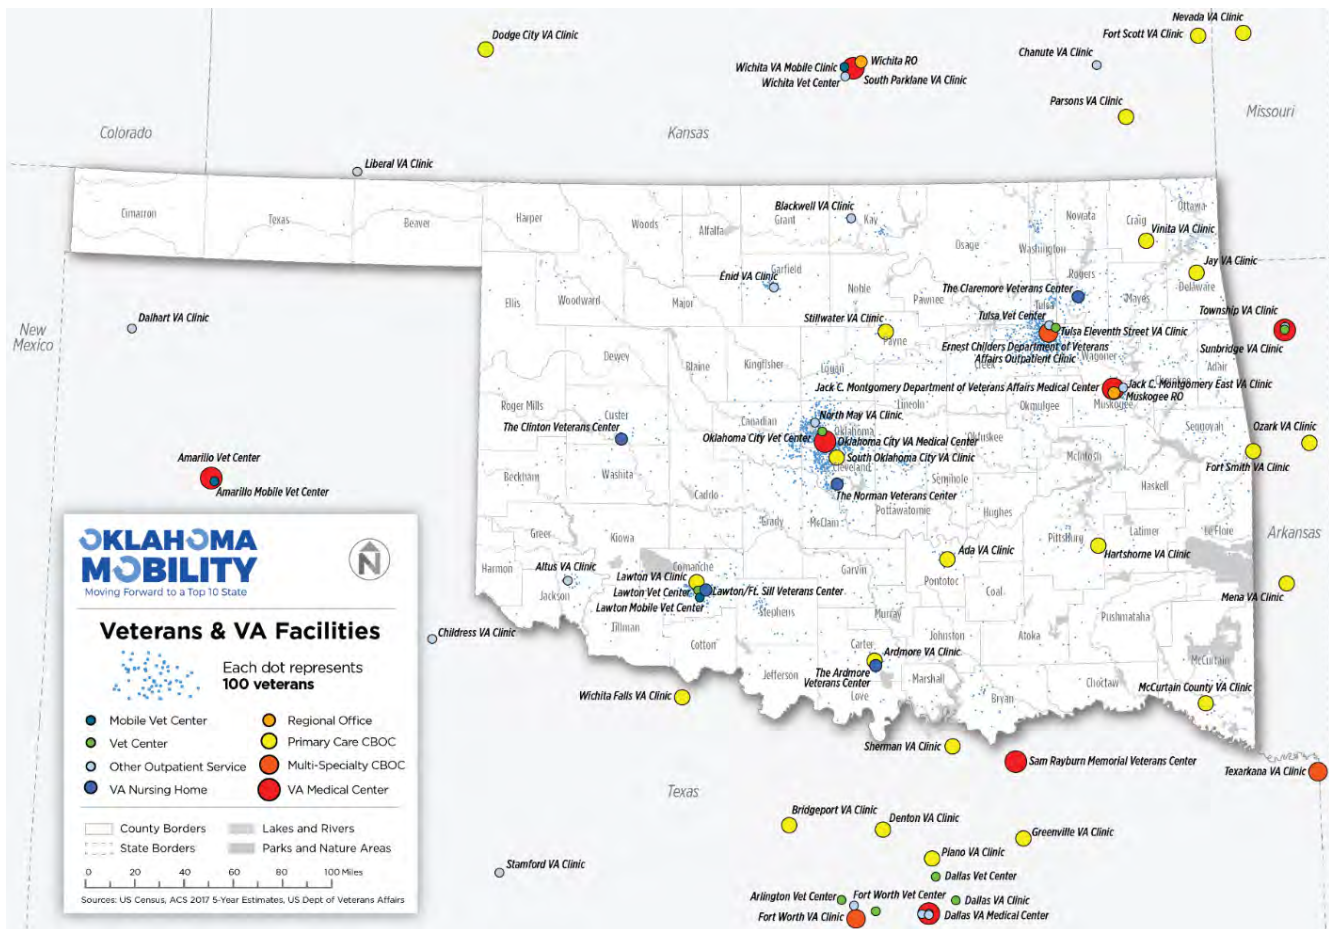 Nevada VA Clinic
Dodge City VA Clinic
Fort Scott VA Clinic
Chanute VA Clinic
Wichita RO
Wichita VA Mobile Clinic
South Parklane VA Clinic
Wichita Vet Center
Parsons VA Clinic
Missouri
Colorado
Kansas
Liberal VA Clinic
Cimarron
Texas
Beaver
Harper
Woods
Alfalfa
Grant
Blackwell VA Clinic
Kay
Osage
Washington
Nowata
Craig
Ottawa
Vinita VA Clinic
Jay VA Clinic
Delaware
Rogers
Mayes
The Claremore Veterans Center
Enid VA Clinic
Garfield
Noble
Pawnee
Ellis
Woodward
Major
New
Mexico
Dalhart VA Clinic
Stillwater VA Clinic
Payne
Tulsa
Tulsa Vet Center
Tulsa Eleventh Street VA Clinic
Ernest Childers Department of Veterans
Affairs Outpatient Clinic
Creek
Wagoner
Township VA Clinic
Sunbridge VA Clinic
Adair
Dewey
Blaine
Kingfisher
Logan
Jack C. Montgomery Department of Veterans Affairs Medical Center
Jack C. Montgomery East VA Clinic
Cherokee
Muskogee RO
Muskogee
Okmulgee
Lincoln
Roger Mills
Custer
The Clinton Veterans Center
Canadian
North May VA Clinic
Oklahoma
Oklahoma City Vet Center
Oklahoma City VA Medical Center
Okfuskee
Sequoyah
Ozark VA Clinic
Fort Smith VA Clinic
South Oklahoma City VA Clinic
Cleveland
McIntosh
Haskell
Amarillo Vet Center
Amarillo Mobile Vet Center
Beckham
Washita
Caddo
The Norman Veterans Center
Seminole
Pottawatomie
Hughes
Grady
McClain
Pittsburg
Latimer
LeFlore
Arkansas
Hartshorne VA Clinic
Greer
Kiowa
Harmon
Altus VA Clinic
Jackson
Comanche
Lawton VA Clinic
Lawton Vet Center
Lawton/Ft. Sill Veterans Center
Lawton Mobile Vet Center
Garvin
Ada VA Clinic
Pontotoc
Coal
Mena VA Clinic
Stephens
Murray
Johnston
Atoka
Pushmataha
Tillman
Cotton
Childress VA Clinic
Carter
Ardmore VA Clinic
The Ardmore
Veterans Center
Love
Marshall
Jefferson
Bryan
Choctaw
McCurtain
McCurtain County VA Clinic
Wichita Falls VA Clinic
Sherman VA Clinic
Sam Rayburn Memorial Veterans Center
Texarkana VA Clinic
Texas
Bridgeport VA Clinic
Denton VA Clinic
Greenville VA Clinic
Plano VA Clinic
Stamford VA Clinic
Dallas Vet Center
Arlington Vet Center
Fort Worth Vet Center
Dallas VA Clinic
Fort Worth VA Clinic
Dallas VA Medical Center
OKLAHOMA
MOBILITY
Moving Forward to a Top 10 State
N
Veterans & VA Facilities
Each dot represents
100 veterans
Mobile Vet Center
Vet Center
Other Outpatient Service
VA Nursing Home
Regional Office
Primary Care CBOC
Multi-Specialty CBOC
VA Medical Center
County Borders
State Borders
Lakes and Rivers
Parks and Nature Areas
0 20 40 60 80 100 Miles
Sources: US Census, ACS 2017 5-Year Estimates, US Dept of Veterans Affairs